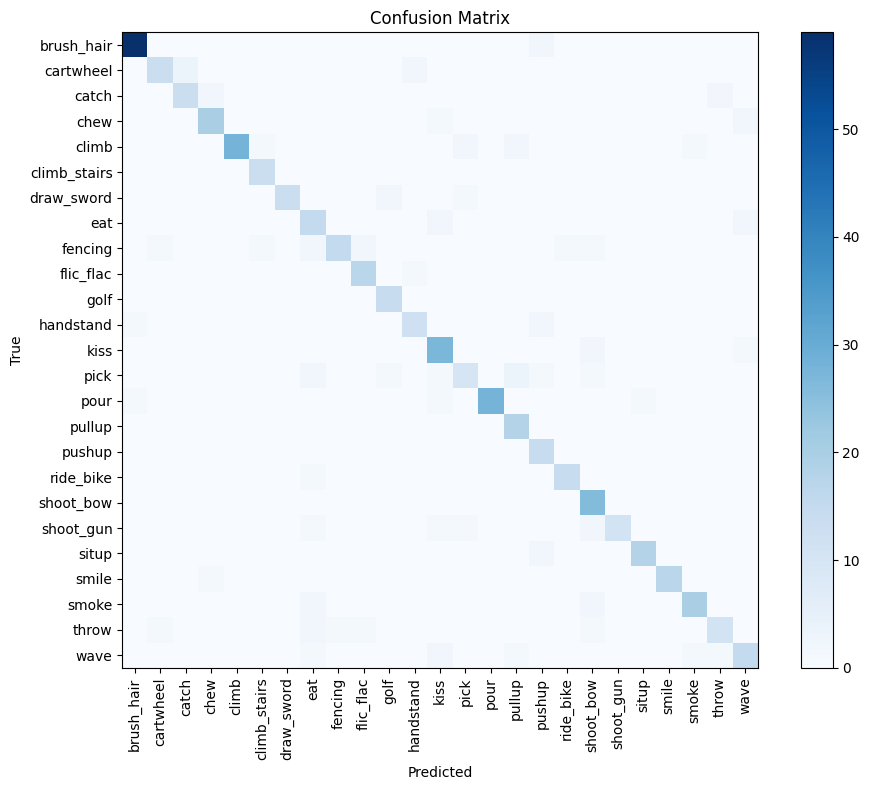 Confusion Matrix
True
brush_hair
cartwheel
catch
chew
climb
climb_stairs
draw_sword
eat
fencing
flic_flac
golf
handstand
kiss
pick
pour
pullup
pushup
ride_bike
shoot_bow
shoot_gun
situp
smile
smoke
throw
wave
brush_hair
cartwheel
catch
chew
climb
climb_stairs
draw_sword
eat
fencing
flic_flac
golf
handstand
kiss
pick
pour
pullup
pushup
ride_bike
shoot_bow
shoot_gun
situp
smile
smoke
throw
wave
Predicted
50
40
30
20
10
0